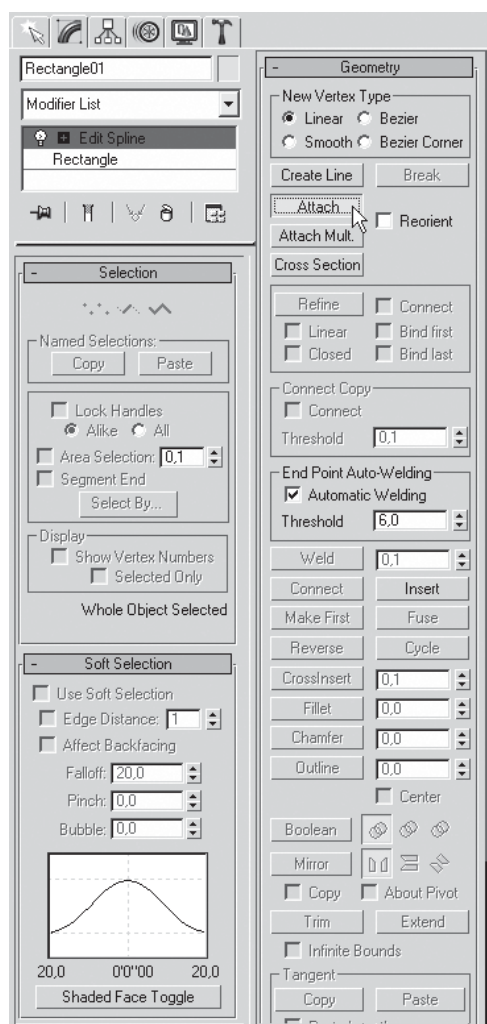 Rectangle01
Modifier List
Edit Spline
Rectangle
- Selection
Named Selections:
Copy Paste
Lock Handles
Alike All
Area Selection: 0,1
Segment End
Select By...
Display
Show Vertex Numbers
Selected Only
Whole Object Selected
- Soft Selection
Use Soft Selection
Edge Distance: 1
Affect Backfacing
Falloff: 20,0
Pinch: 0,0
Bubble: 0,0
20,0 0'0"00 20,0
Shaded Face Toggle
- Geometry
New Vertex Type
Linear Bezier
Smooth Bezier Corner
Create Line Break
Attach Reorient
Attach Mult.
Cross Section
Refine Connect
Linear Bind first
Closed Bind last
Connect Copy
Connect
Threshold 0,1
End Point Auto-Welding
Automatic Welding
Threshold 6,0
Weld 0,1
Connect Insert
Make First Fuse
Reverse Cycle
CrossInsert 0,1
Fillet 0,0
Chamfer 0,0
Outline 0,0
Center
Boolean
Mirror
Copy About Pivot
Trim Extend
Infinite Bounds
Tangent
Copy Paste